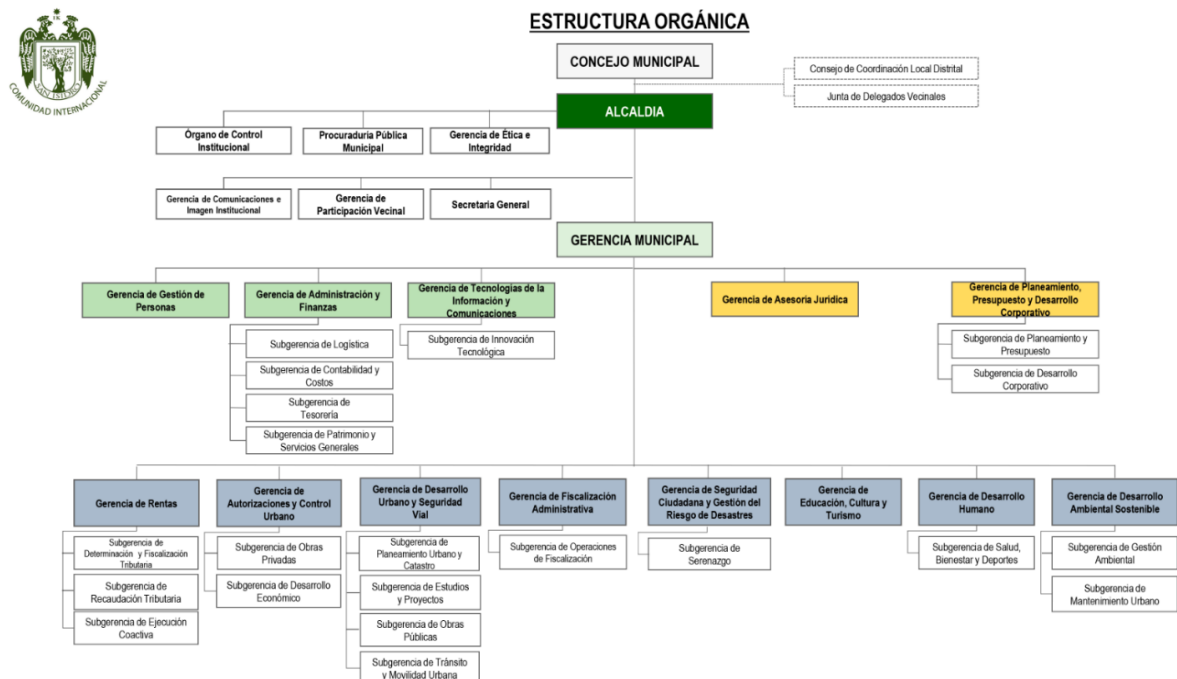 ESTRUCTURA ORGÁNICA
SAN ISIDRO
COMUNIDAD INTERNACIONAL
CONCEJO MUNICIPAL
Consejo de Coordinación Local Distrital
Junta de Delegados Vecinales
ALCALDIA
Órgano de Control
Institucional
Procuraduría Pública
Municipal
Gerencia de Ética e
Integridad
Gerencia de Comunicaciones e
Imagen Institucional
Gerencia de
Participación Vecinal
Secretaría General
GERENCIA MUNICIPAL
Gerencia de Gestión de
Personas
Gerencia de Administración y
Finanzas
Gerencia de Tecnologías de la
Información y
Comunicaciones
Gerencia de Asesoría Jurídica
Gerencia de Planeamiento,
Presupuesto y Desarrollo
Corporativo
Subgerencia de Logística
Subgerencia de Contabilidad y
Costos
Subgerencia de
Tesorería
Subgerencia de Patrimonio y
Servicios Generales
Subgerencia de Innovación
Tecnológica
Subgerencia de Planeamiento y
Presupuesto
Subgerencia de Desarrollo
Corporativo
Gerencia de Rentas
Gerencia de
Autorizaciones y Control
Urbano
Gerencia de Desarrollo
Urbano y Seguridad
Vial
Gerencia de Fiscalización
Administrativa
Gerencia de Seguridad
Ciudadana y Gestión del
Riesgo de Desastres
Gerencia de
Educación, Cultura y
Turismo
Gerencia de Desarrollo
Humano
Gerencia de Desarrollo
Ambiental Sostenible
Subgerencia de
Determinación y Fiscalización
Tributaria
Subgerencia de
Recaudación Tributaria
Subgerencia de Ejecución
Coactiva
Subgerencia de Obras
Privadas
Subgerencia de Desarrollo
Económico
Subgerencia de
Planeamiento Urbano y
Catastro
Subgerencia de Estudios
y Proyectos
Subgerencia de Obras
Públicas
Subgerencia de Tránsito
y Movilidad Urbana
Subgerencia de Operaciones
de Fiscalización
Subgerencia de
Serenazgo
Subgerencia de Salud,
Bienestar y Deportes
Subgerencia de Gestión
Ambiental
Subgerencia de
Mantenimiento Urbano